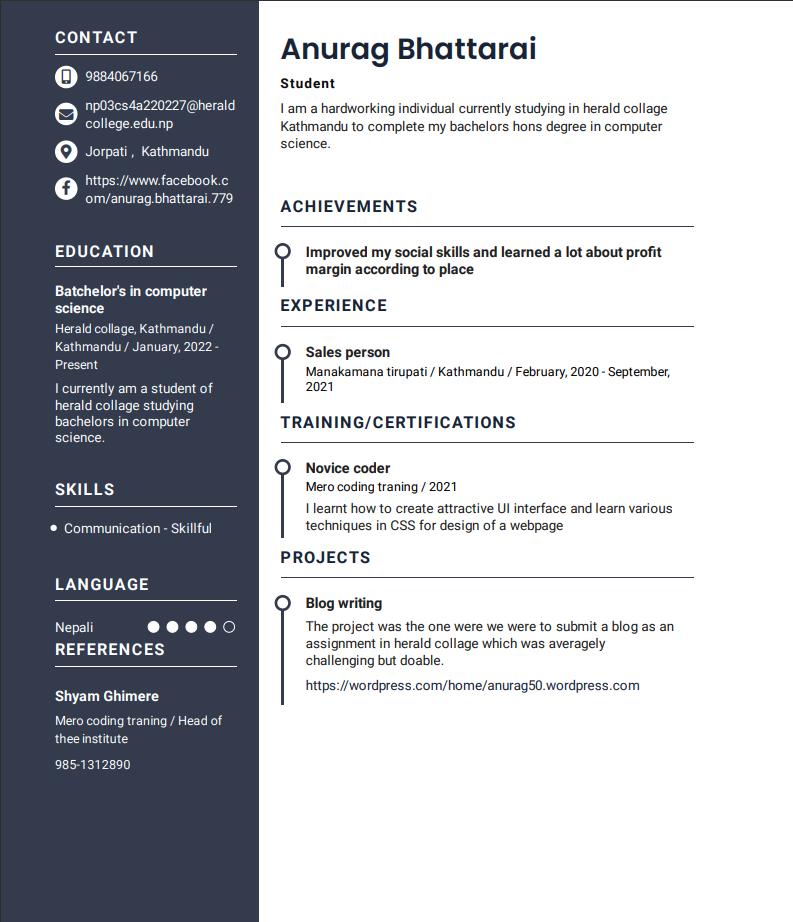 CONTACT
9884067166
np03cs4a220227@herald
college.edu.np
Jorpati ,  Kathmandu
https://www.facebook.c
om/anurag.bhattarai.779
EDUCATION
Batchelor's in computer
science
Herald collage, Kathmandu /
Kathmandu / January, 2022 -
Present
I currently am a student of
herald collage studying
bachelors in computer
science.
SKILLS
Communication - Skillful
LANGUAGE
Nepali
REFERENCES
Shyam Ghimere
Mero coding traning / Head of
thee institute
985-1312890
Anurag Bhattarai
Student
I am a hardworking individual currently studying in herald collage
Kathmandu to complete my bachelors hons degree in computer
science.
ACHIEVEMENTS
Improved my social skills and learned a lot about profit
margin according to place
EXPERIENCE
Sales person
Manakamana tirupati / Kathmandu / February, 2020 - September,
2021
TRAINING/CERTIFICATIONS
Novice coder
Mero coding traning / 2021
I learnt how to create attractive UI interface and learn various
techniques in CSS for design of a webpage
PROJECTS
Blog writing
The project was the one were we were to submit a blog as an
assignment in herald collage which was averagely
challenging but doable.
https://wordpress.com/home/anurag50.wordpress.com